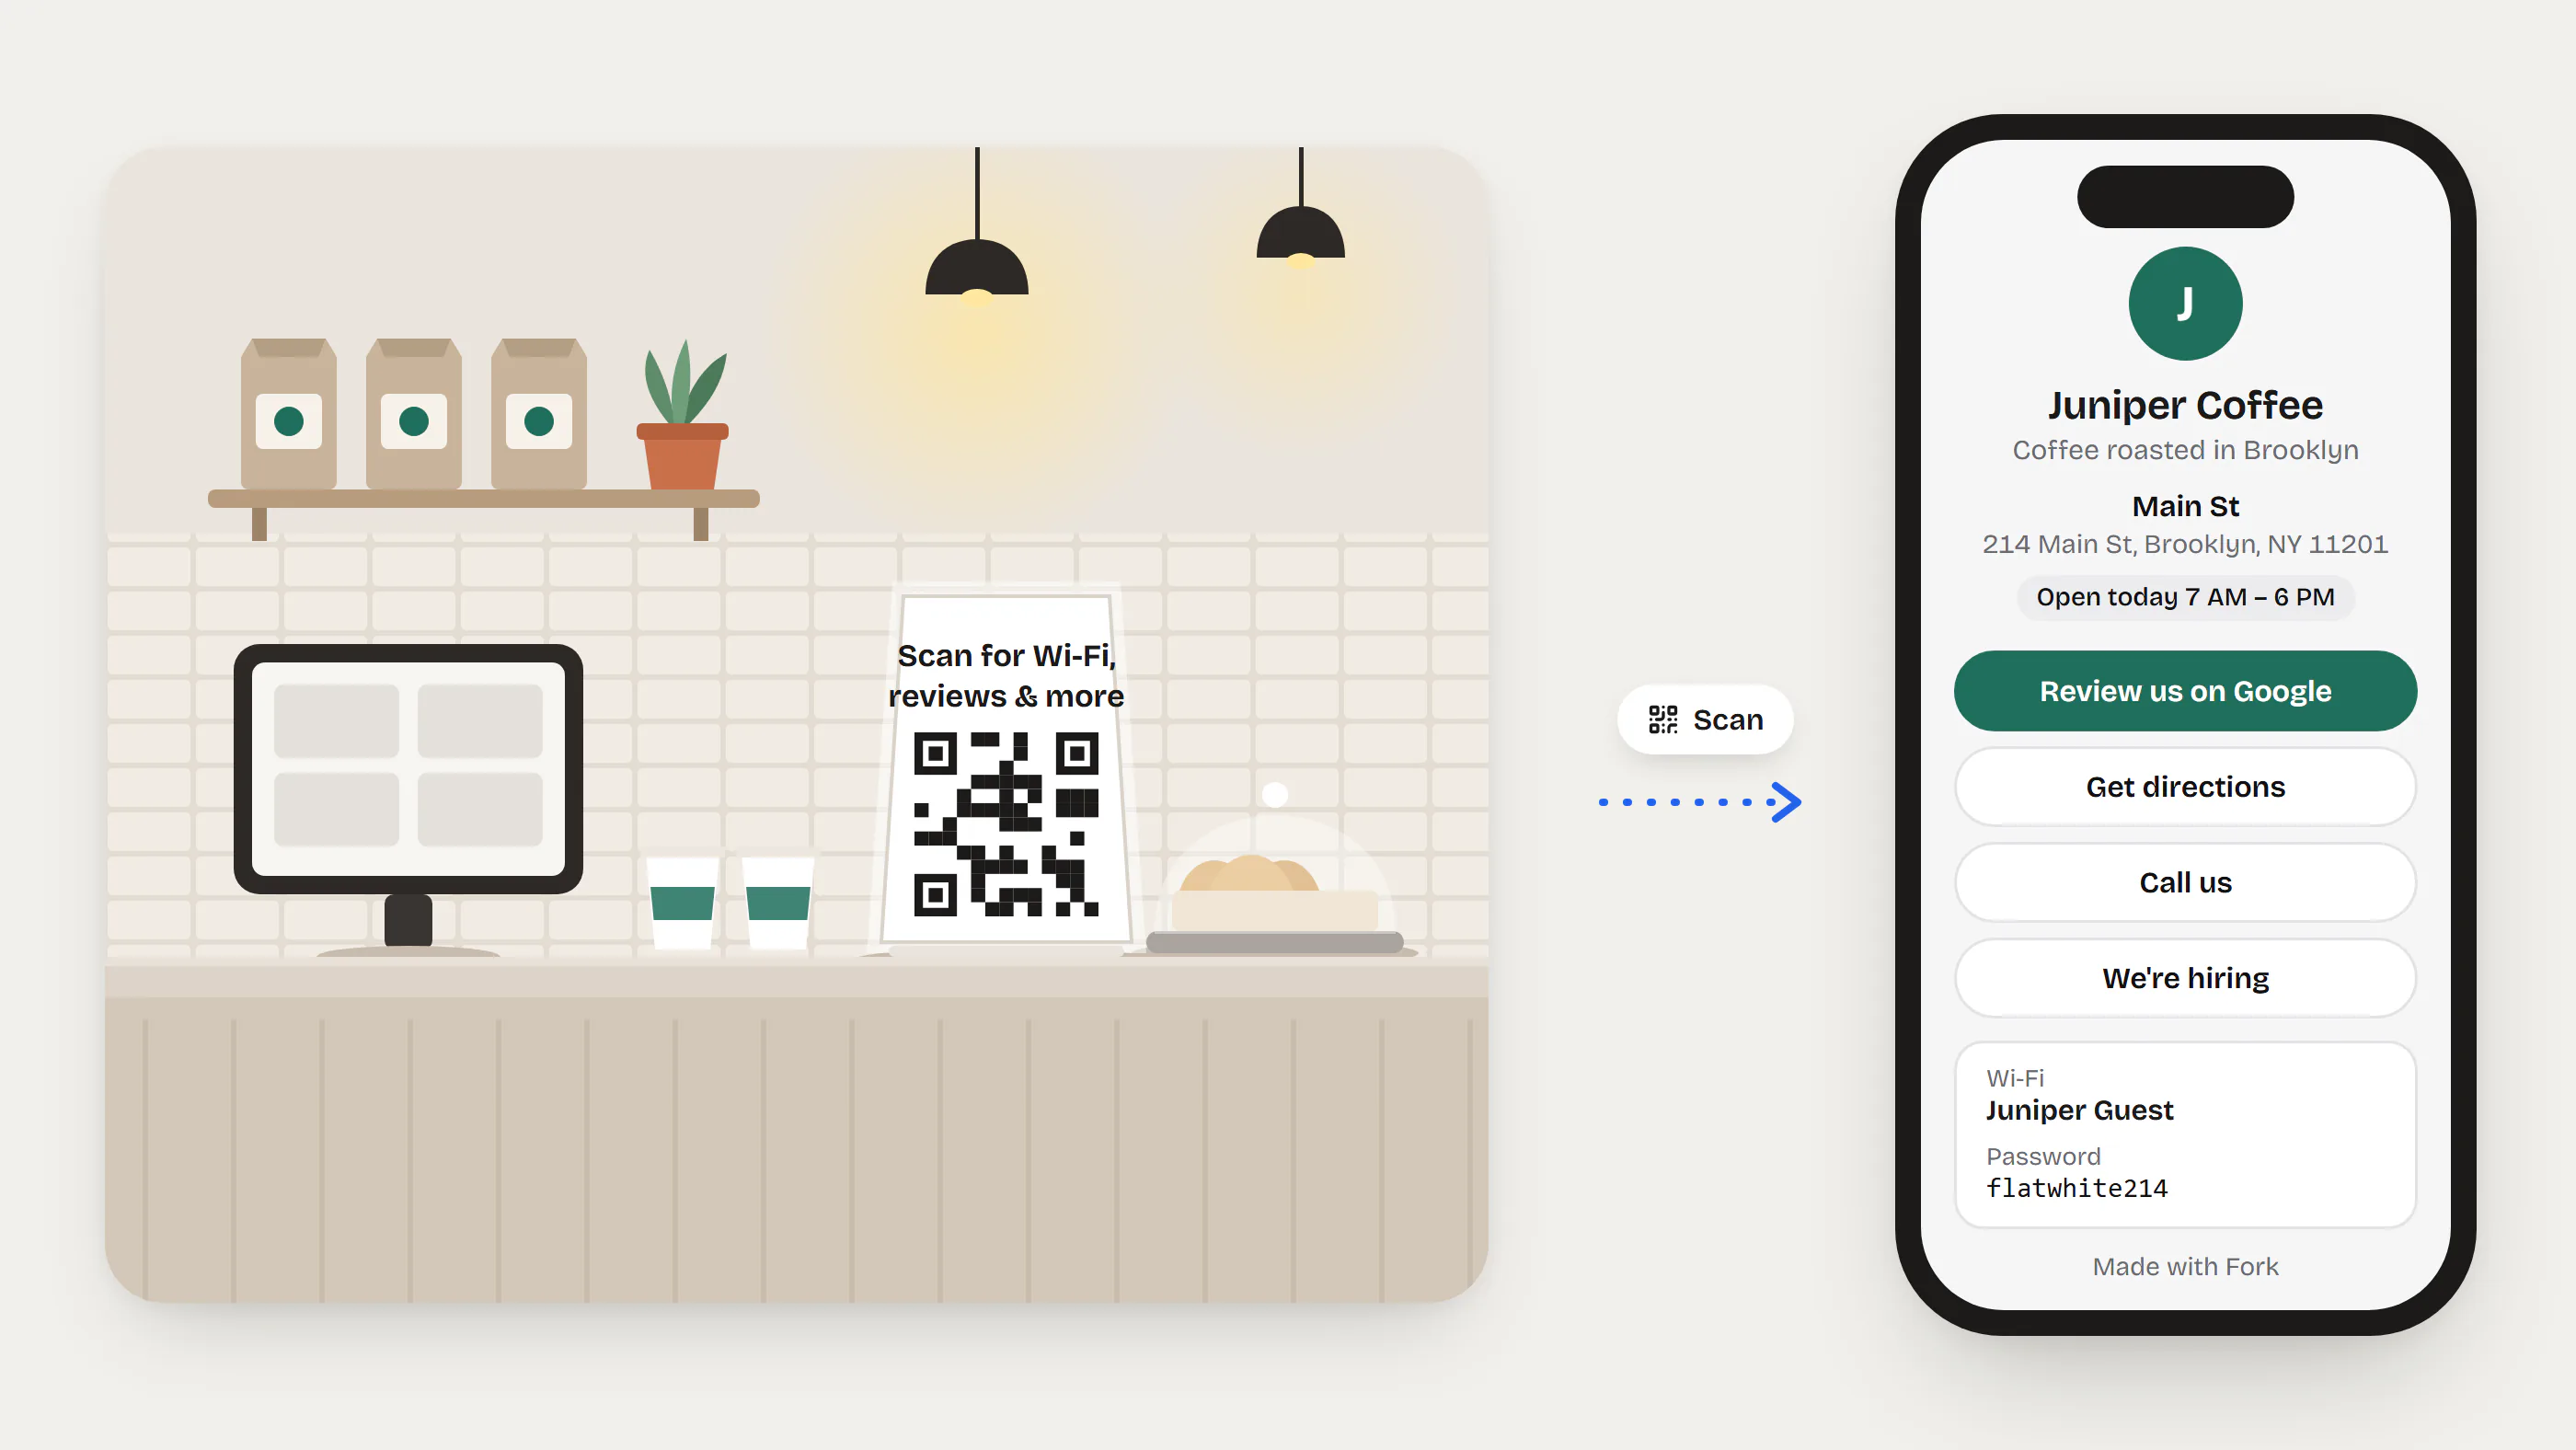 Scan for Wi-Fi,
reviews & more
Scan
J
Juniper Coffee
Coffee roasted in Brooklyn
Main St
214 Main St, Brooklyn, NY 11201
Open today 7 AM – 6 PM
Review us on Google
Get directions
Call us
We're hiring
Wi-Fi
Juniper Guest
Password
flatwhite214
Made with Fork